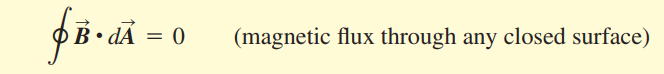 ∮ B⃗ • dA⃗ = 0 (magnetic flux through any closed surface)